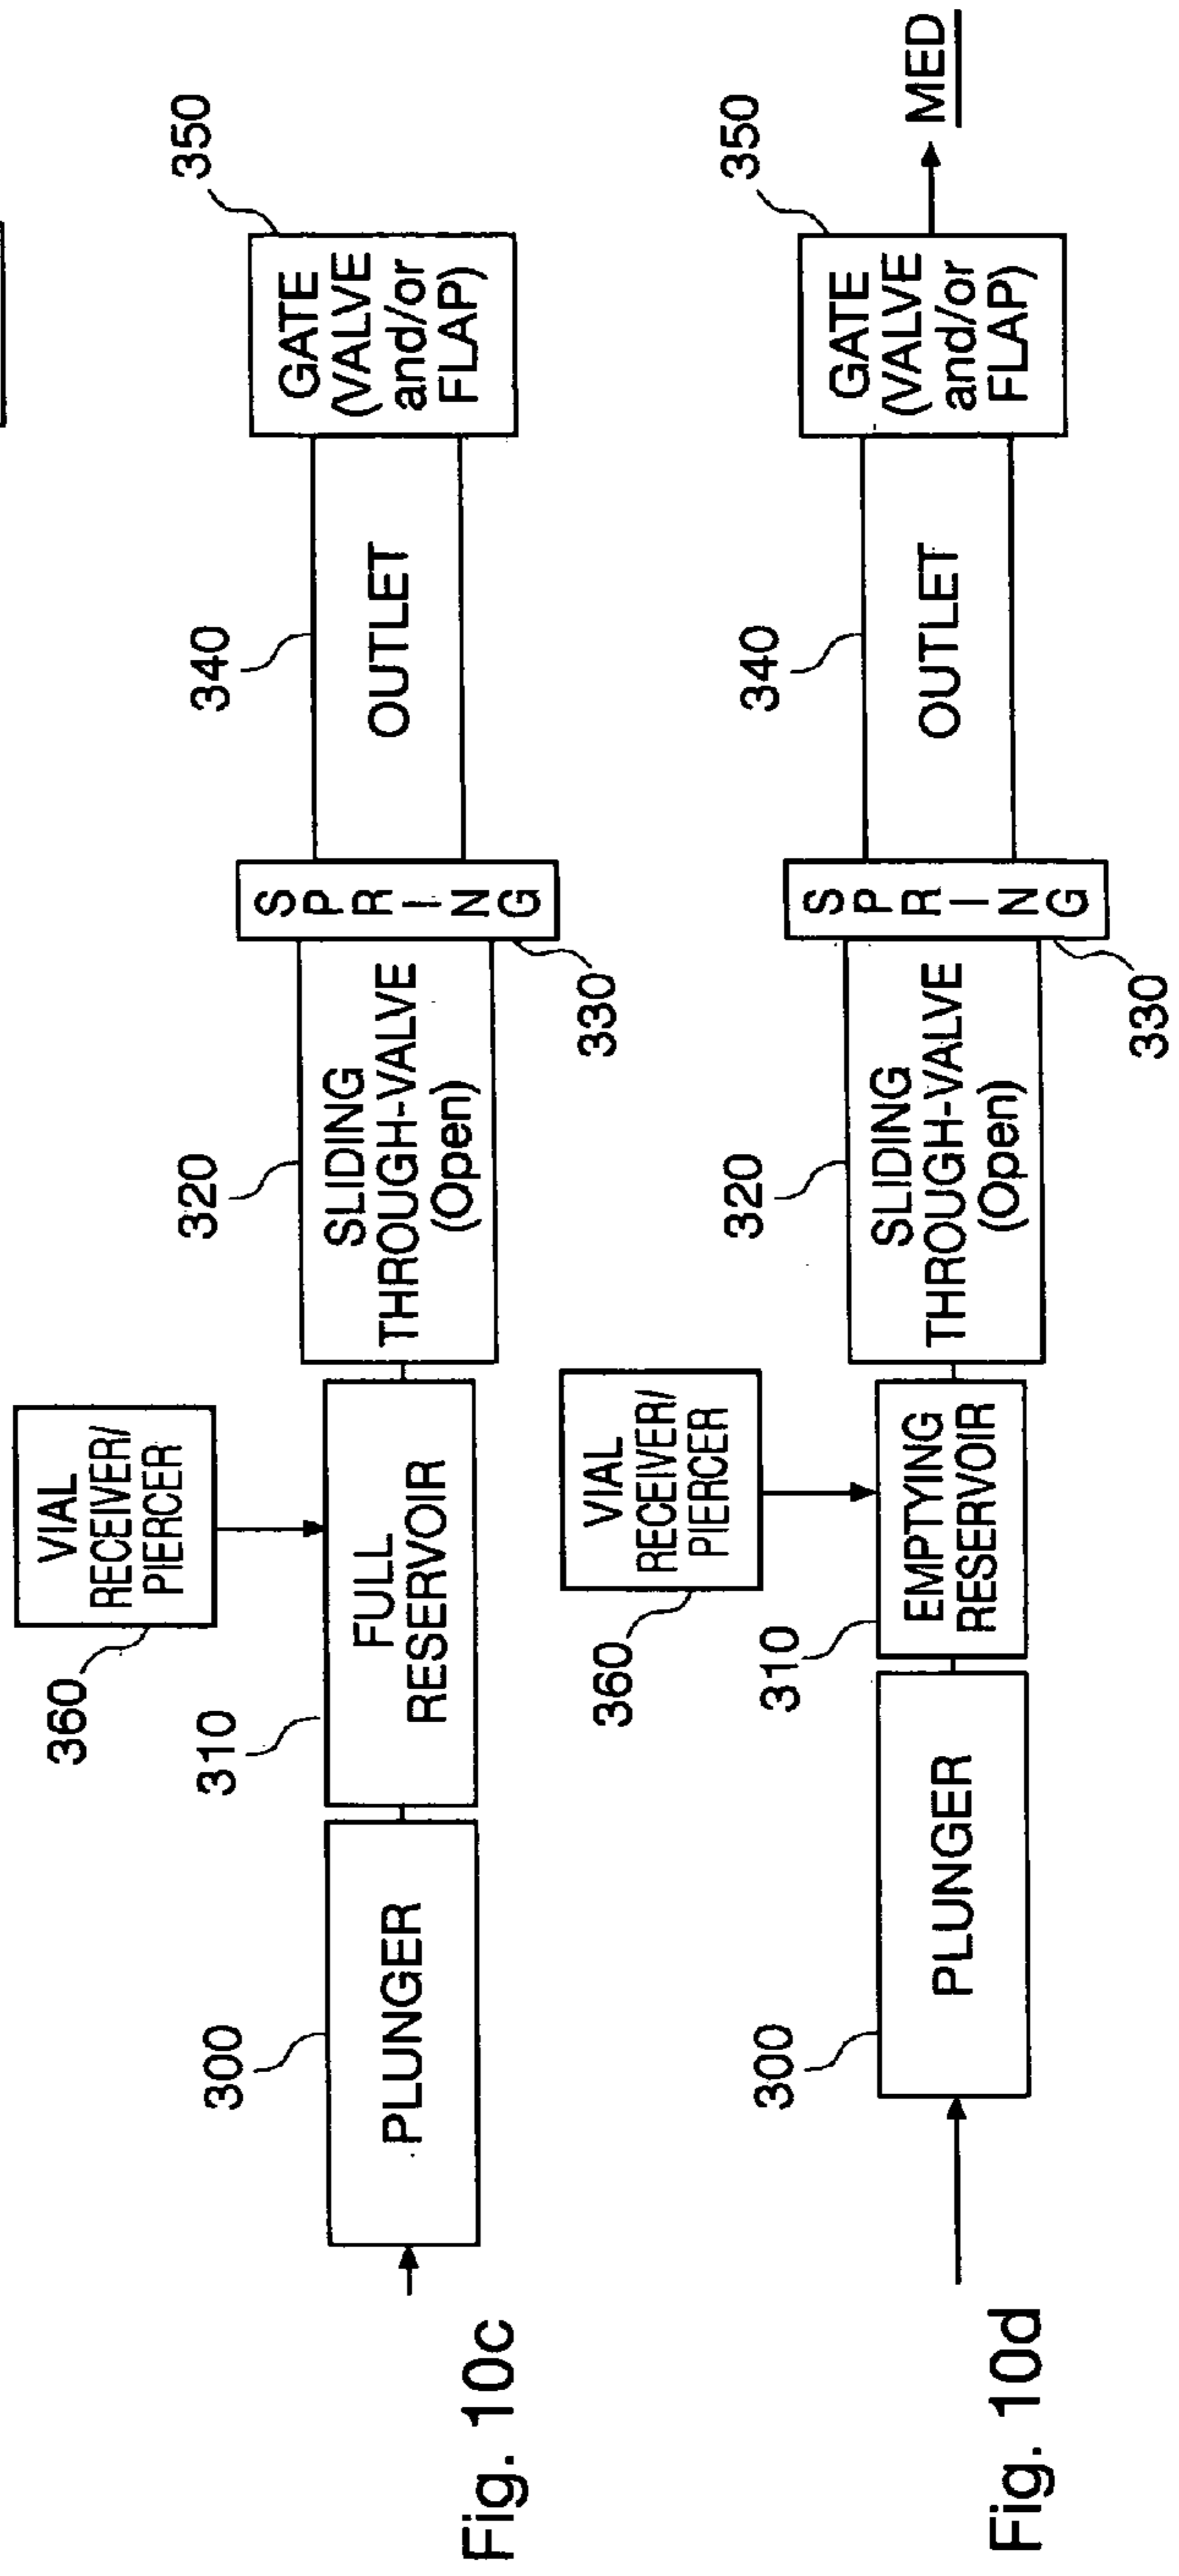 360
VIAL
RECEIVER/
PIERCER
300
310
320
340
350
PLUNGER
FULL
RESERVOIR
SLIDING
THROUGH-VALVE
(Open)
SPRING
OUTLET
GATE
(VALVE
and/or
FLAP)
330
Fig. 10c
360
VIAL
RECEIVER/
PIERCER
300
310
320
340
350
PLUNGER
EMPTYING
RESERVOIR
SLIDING
THROUGH-VALVE
(Open)
SPRING
OUTLET
GATE
(VALVE
and/or
FLAP)
MED
330
Fig. 10d